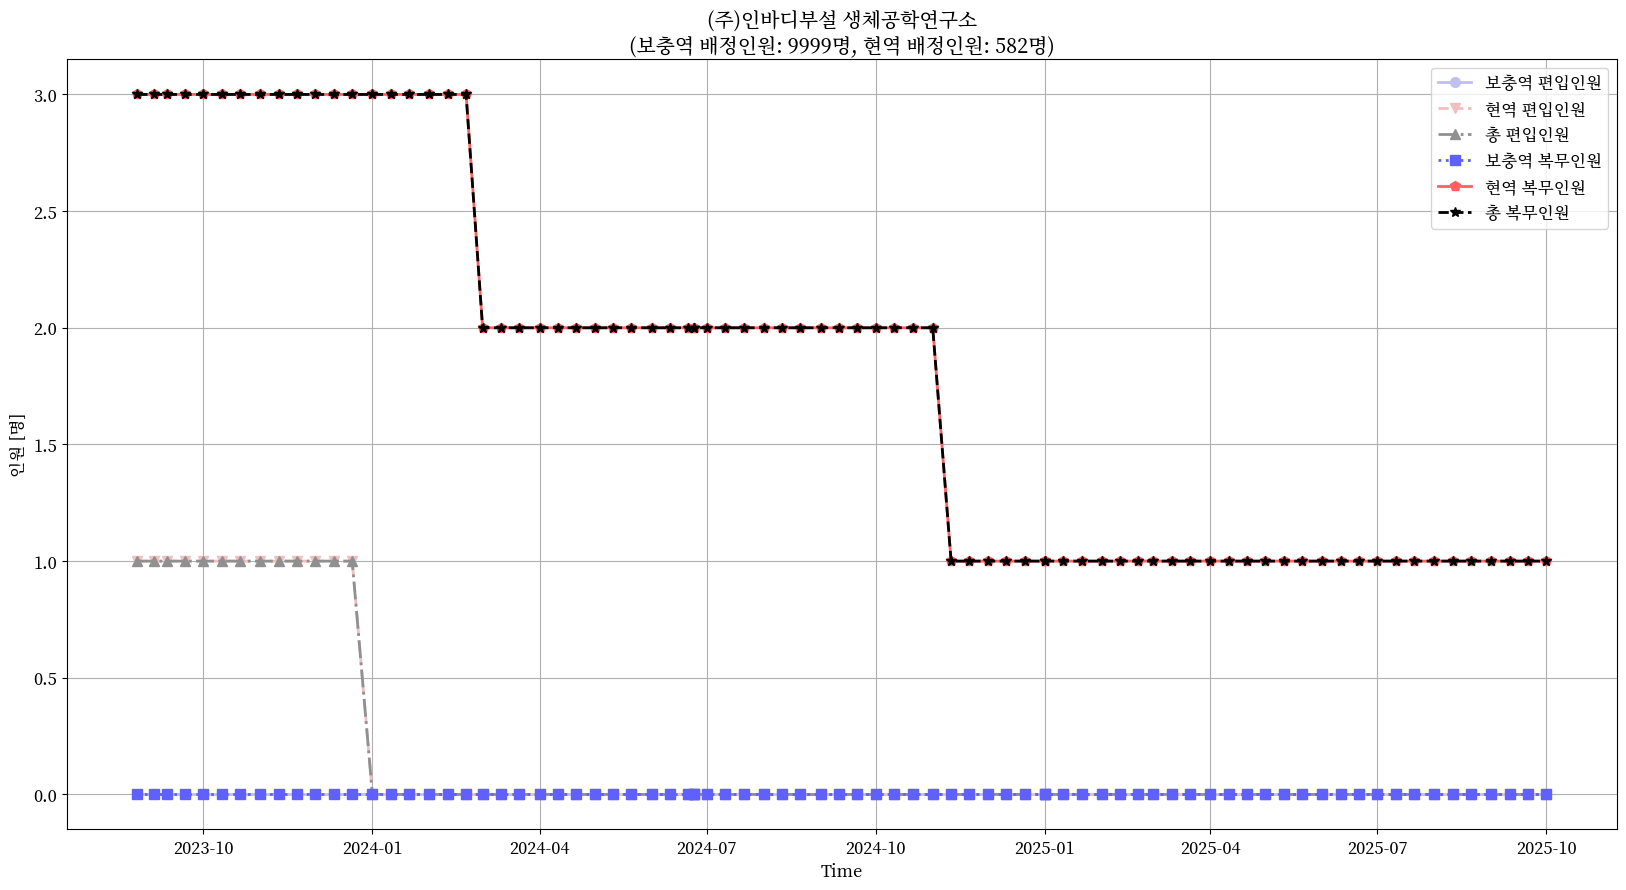 (주)인바디부설 생체공학연구소
(보충역 배정인원: 9999명, 현역 배정인원: 582명)
보충역 편입인원
현역 편입인원
총 편입인원
보충역 복무인원
현역 복무인원
총 복무인원
인원 [명]
3.0
2.5
2.0
1.5
1.0
0.5
0.0
2023-10
2024-01
2024-04
2024-07
2024-10
2025-01
2025-04
2025-07
2025-10
Time